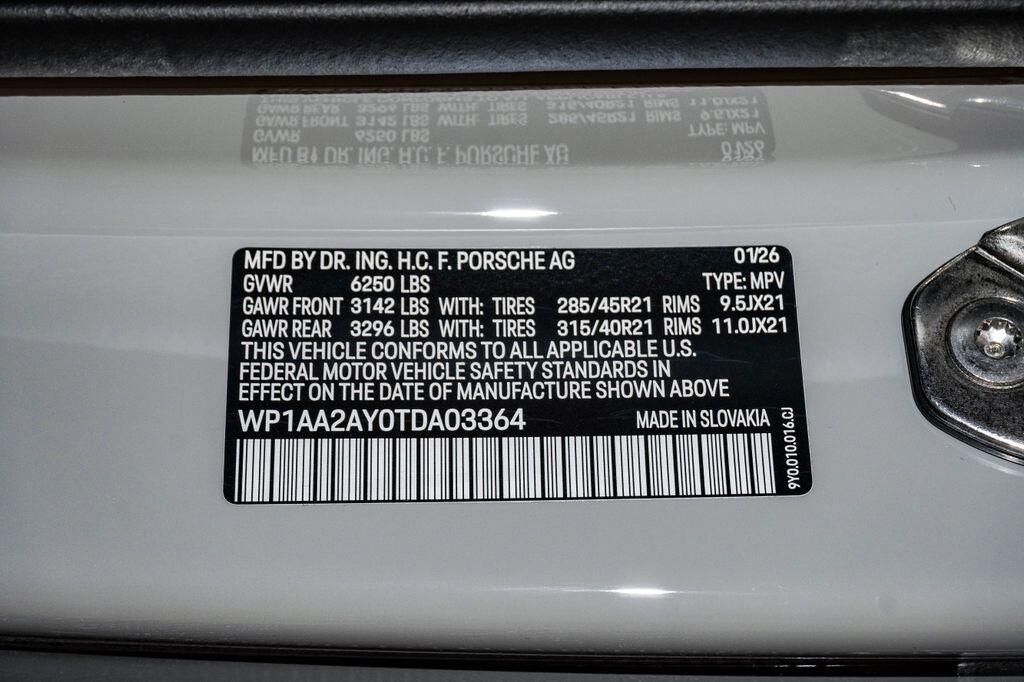 MFD BY DR. ING. H.C. F. PORSCHE AG 01/26
GVWR 6250 LBS TYPE: MPV
GAWR FRONT 3142 LBS WITH: TIRES 285/45R21 RIMS 9.5JX21
GAWR REAR 3296 LBS WITH: TIRES 315/40R21 RIMS 11.0JX21
THIS VEHICLE CONFORMS TO ALL APPLICABLE U.S.
FEDERAL MOTOR VEHICLE SAFETY STANDARDS IN
EFFECT ON THE DATE OF MANUFACTURE SHOWN ABOVE
WP1AA2AY0TDA03364 MADE IN SLOVAKIA
9Y0.010.016.CJ